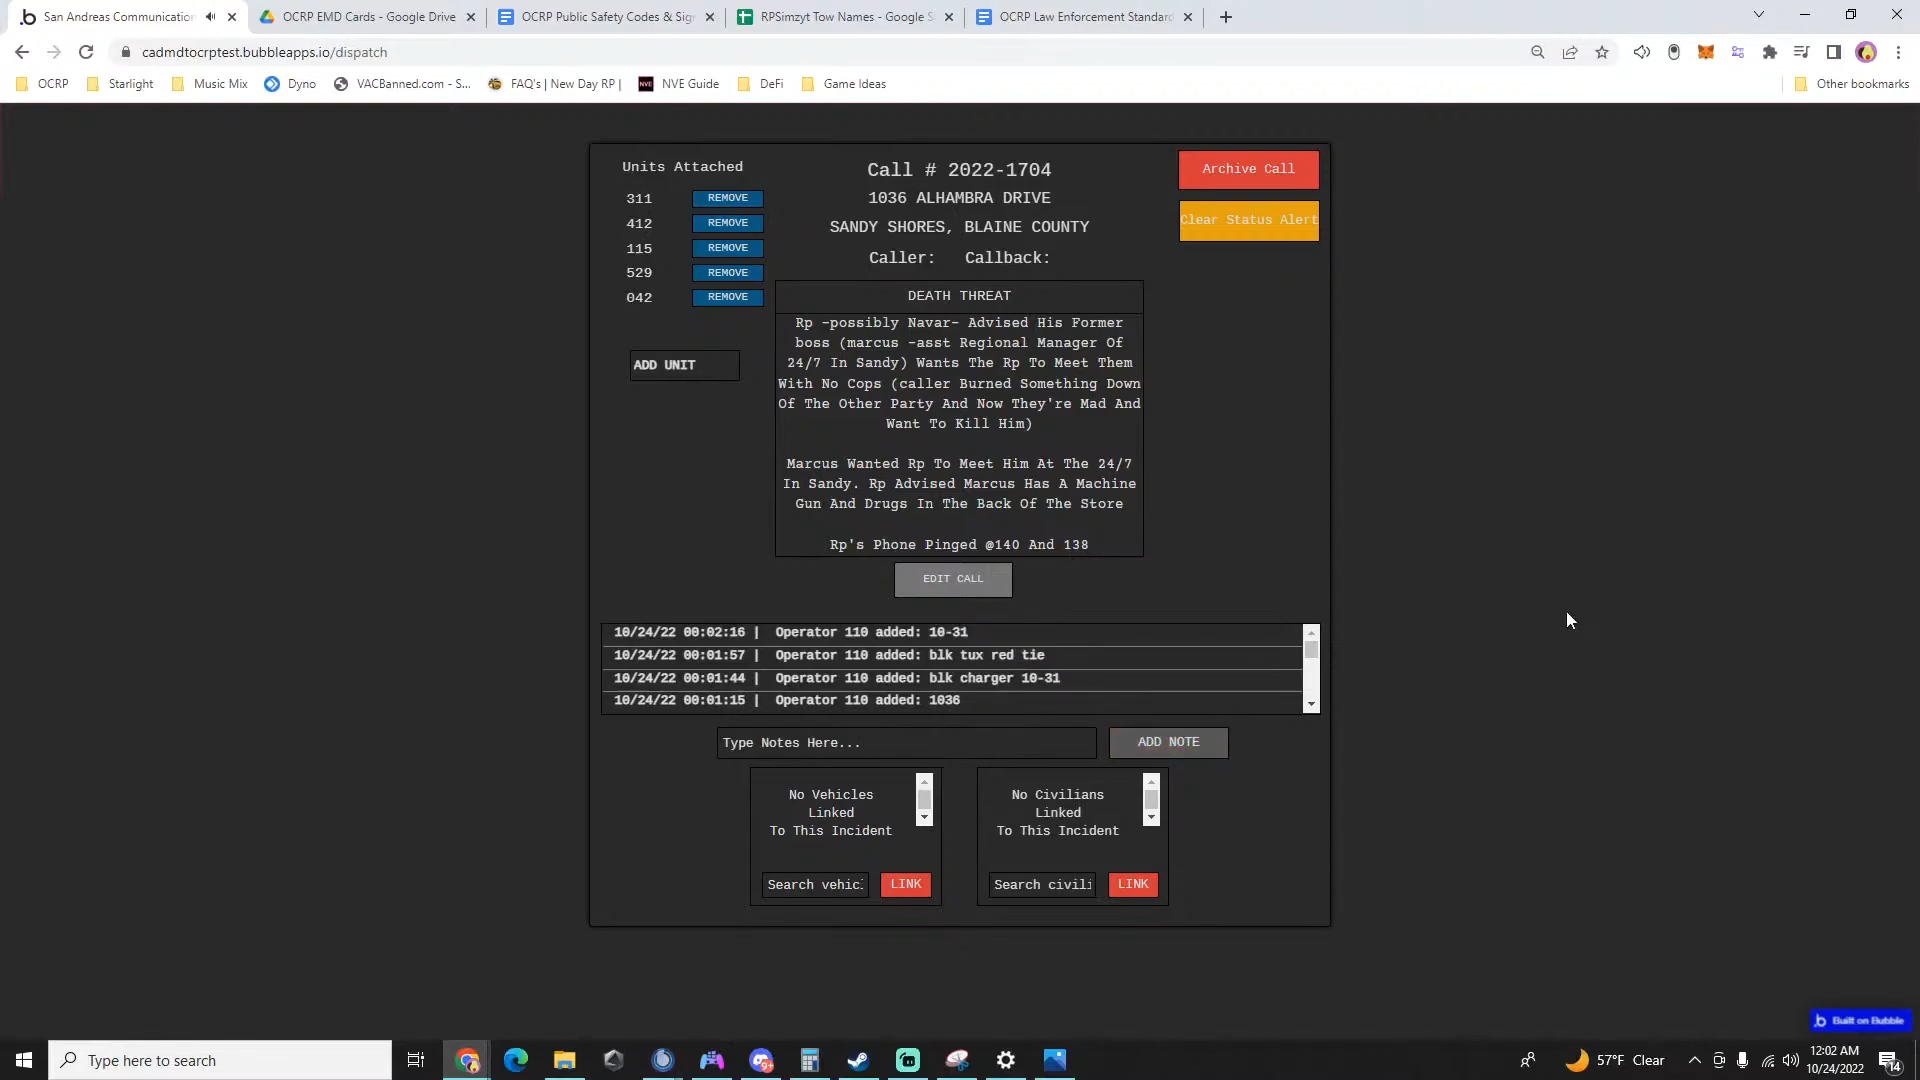 San Andreas Communication
OCRP EMD Cards - Google Drive
OCRP Public Safety Codes & Sig
RPSimzyt Tow Names - Google S
OCRP Law Enforcement Standard
cadmdtocrptest.bubbleapps.io/dispatch
OCRP
Starlight
Music Mix
Dyno
VACBanned.com - S...
FAQ's | New Day RP |
NVE Guide
DeFi
Game Ideas
Other bookmarks
Units Attached
311 REMOVE
412 REMOVE
115 REMOVE
529 REMOVE
042 REMOVE
ADD UNIT
Call # 2022-1704
1036 ALHAMBRA DRIVE
SANDY SHORES, BLAINE COUNTY
Caller: Callback:
Archive Call
Clear Status Alert
DEATH THREAT
Rp -possibly Navar- Advised His Former
boss (marcus -asst Regional Manager Of
24/7 In Sandy) Wants The Rp To Meet Them
With No Cops (caller Burned Something Down
Of The Other Party And Now They're Mad And
Want To Kill Him)
Marcus Wanted Rp To Meet Him At The 24/7
In Sandy. Rp Advised Marcus Has A Machine
Gun And Drugs In The Back Of The Store
Rp's Phone Pinged @140 And 138
EDIT CALL
10/24/22 00:02:16 | Operator 110 added: 10-31
10/24/22 00:01:57 | Operator 110 added: blk tux red tie
10/24/22 00:01:44 | Operator 110 added: blk charger 10-31
10/24/22 00:01:15 | Operator 110 added: 1036
Type Notes Here...
ADD NOTE
No Vehicles
Linked
To This Incident
Search vehic
LINK
No Civilians
Linked
To This Incident
Search civili
LINK
Built on Bubble
Type here to search
9+
57°F Clear
12:02 AM
10/24/2022
14